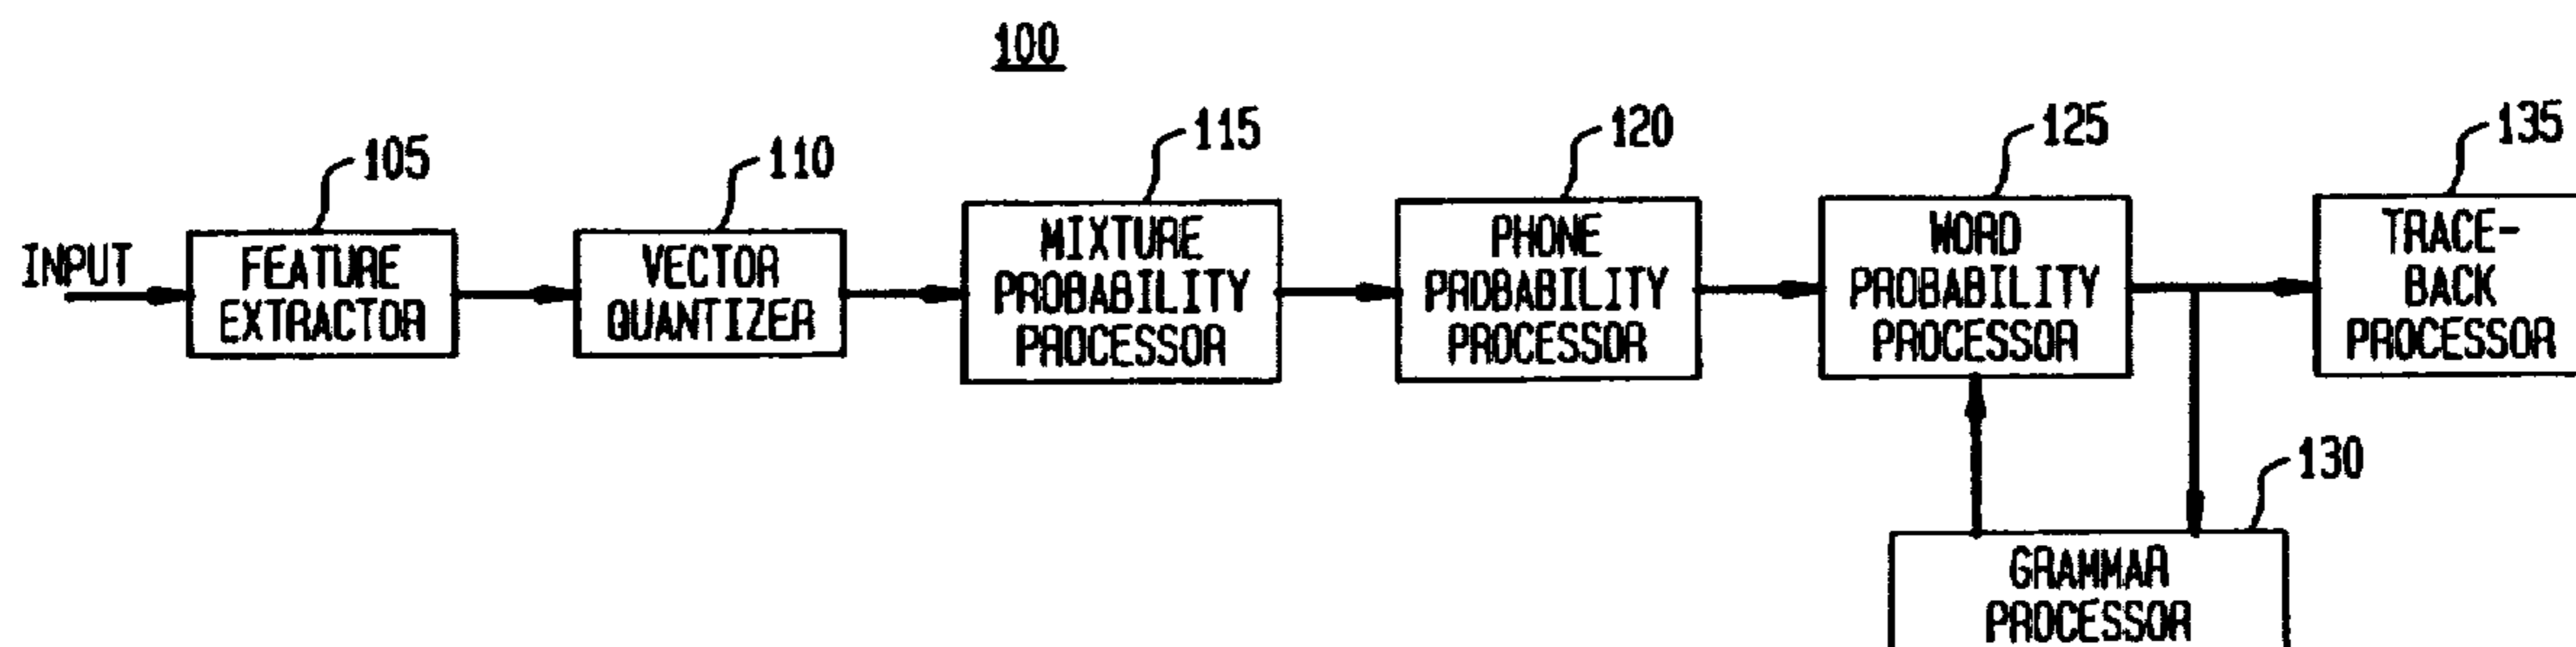 100
105
110
115
120
125
135
INPUT
FEATURE
EXTRACTOR
VECTOR
QUANTIZER
MIXTURE
PROBABILITY
PROCESSOR
PHONE
PROBABILITY
PROCESSOR
WORD
PROBABILITY
PROCESSOR
TRACE-
BACK
PROCESSOR
130
GRAMMAR
PROCESSOR